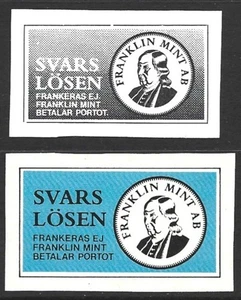 SVARS
LÖSEN
FRANKERAS EJ
FRANKLIN MINT
BETALAR PORTOT.
FRANKLIN MINT AB
SVARS
LÖSEN
FRANKERAS EJ
FRANKLIN MINT
BETALAR PORTOT
FRANKLIN MINT AB